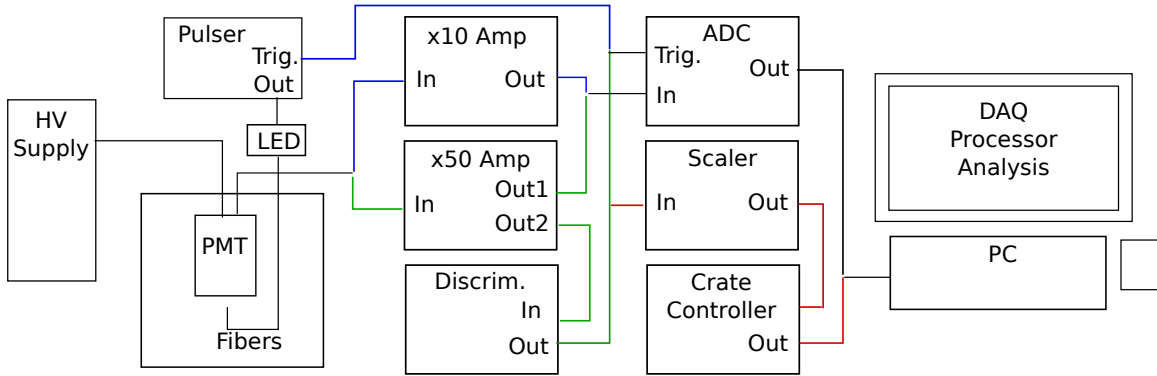 Pulser
Trig.
Out
HV
Supply
LED
PMT
Fibers
x10 Amp
In
Out
x50 Amp
In
Out1
Out2
Discrim.
In
Out
ADC
Trig.
In
Out
Scaler
In
Out
Crate
Controller
Out
DAQ
Processor
Analysis
PC